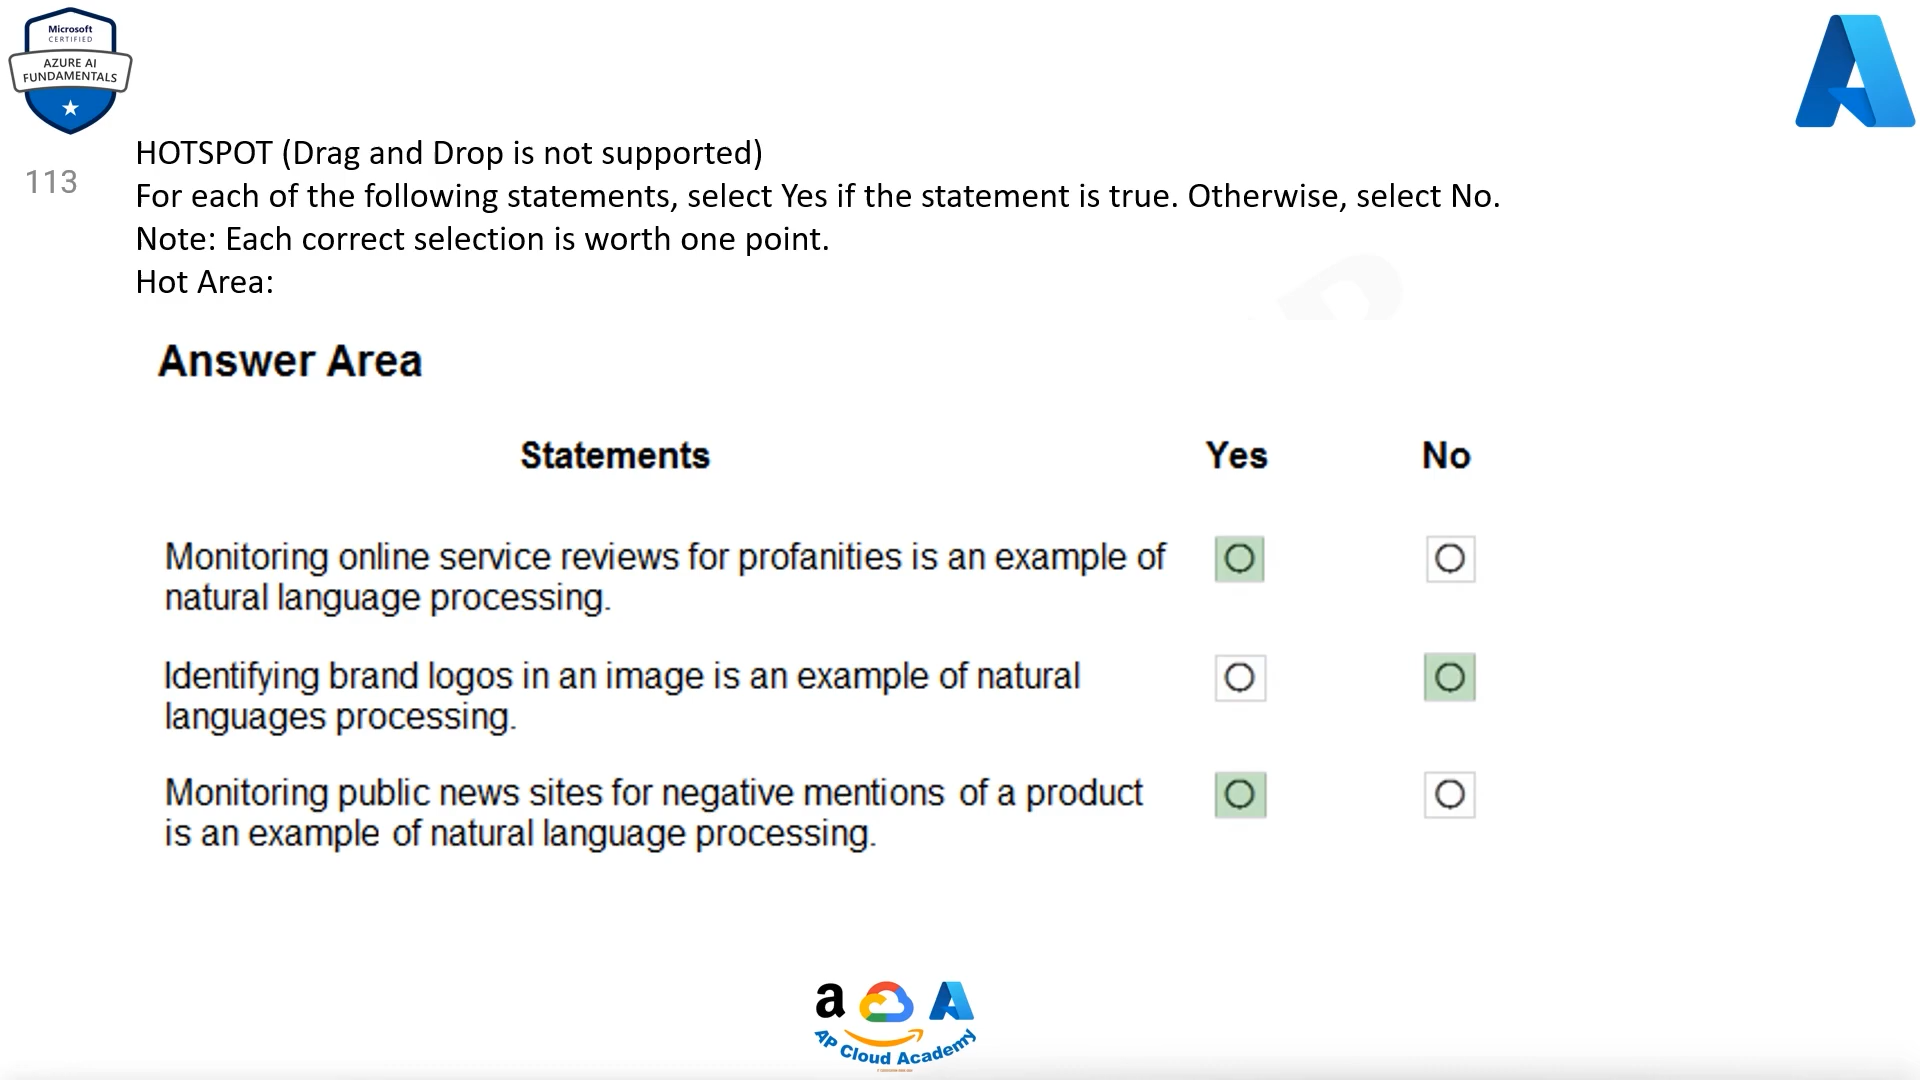 Microsoft
CERTIFIED
AZURE AI
FUNDAMENTALS
113
HOTSPOT (Drag and Drop is not supported)
For each of the following statements, select Yes if the statement is true. Otherwise, select No.
Note: Each correct selection is worth one point.
Hot Area:
Answer Area
Statements Yes No
Monitoring online service reviews for profanities is an example of
natural language processing.
Identifying brand logos in an image is an example of natural
languages processing.
Monitoring public news sites for negative mentions of a product
is an example of natural language processing.
a
AP Cloud Academy